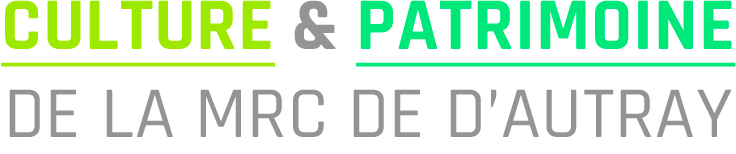 CULTURE & PATRIMOINE
DE LA MRC DE D'AUTRAY